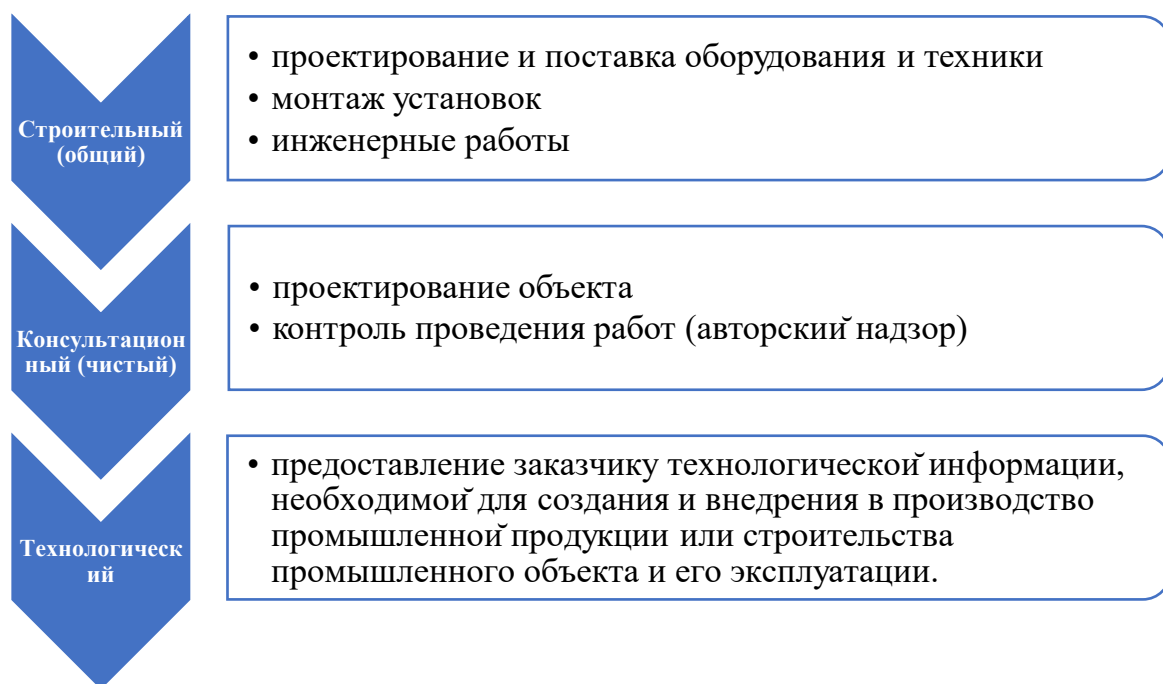 Строительный
(общий)
• проектирование и поставка оборудования и техники
• монтаж установок
• инженерные работы
Консультацион
ный (чистый)
• проектирование объекта
• контроль проведения работ (авторский надзор)
Технологическ
ий
• предоставление заказчику технологической информации,
необходимой для создания и внедрения в производство
промышленной продукции или строительства
промышленного объекта и его эксплуатации.